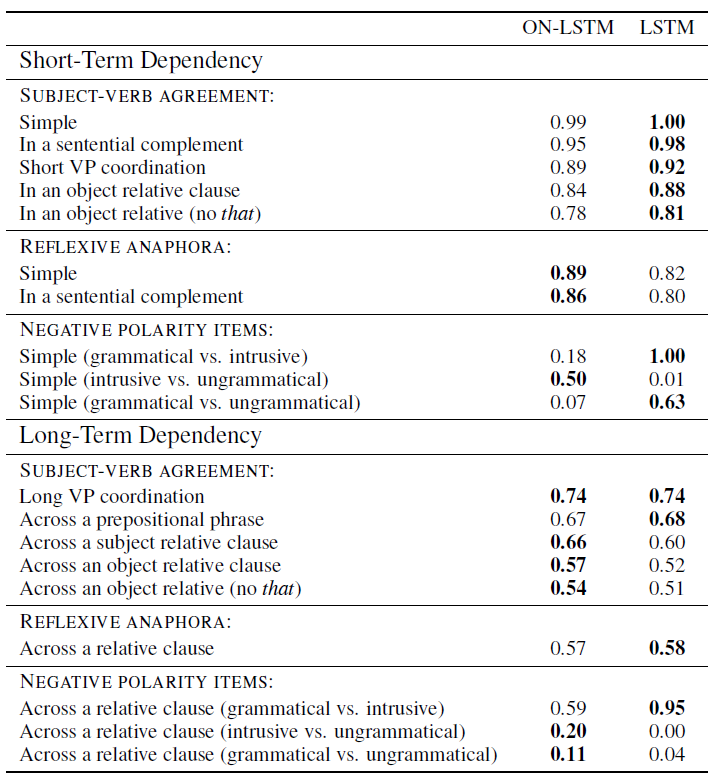 ON-LSTM LSTM
Short-Term Dependency
SUBJECT-VERB AGREEMENT:
Simple 0.99 1.00
In a sentential complement 0.95 0.98
Short VP coordination 0.89 0.92
In an object relative clause 0.84 0.88
In an object relative (no that) 0.78 0.81
REFLEXIVE ANAPHORA:
Simple 0.89 0.82
In a sentential complement 0.86 0.80
NEGATIVE POLARITY ITEMS:
Simple (grammatical vs. intrusive) 0.18 1.00
Simple (intrusive vs. ungrammatical) 0.50 0.01
Simple (grammatical vs. ungrammatical) 0.07 0.63
Long-Term Dependency
SUBJECT-VERB AGREEMENT:
Long VP coordination 0.74 0.74
Across a prepositional phrase 0.67 0.68
Across a subject relative clause 0.66 0.60
Across an object relative clause 0.57 0.52
Across an object relative (no that) 0.54 0.51
REFLEXIVE ANAPHORA:
Across a relative clause 0.57 0.58
NEGATIVE POLARITY ITEMS:
Across a relative clause (grammatical vs. intrusive) 0.59 0.95
Across a relative clause (intrusive vs. ungrammatical) 0.20 0.00
Across a relative clause (grammatical vs. ungrammatical) 0.11 0.04